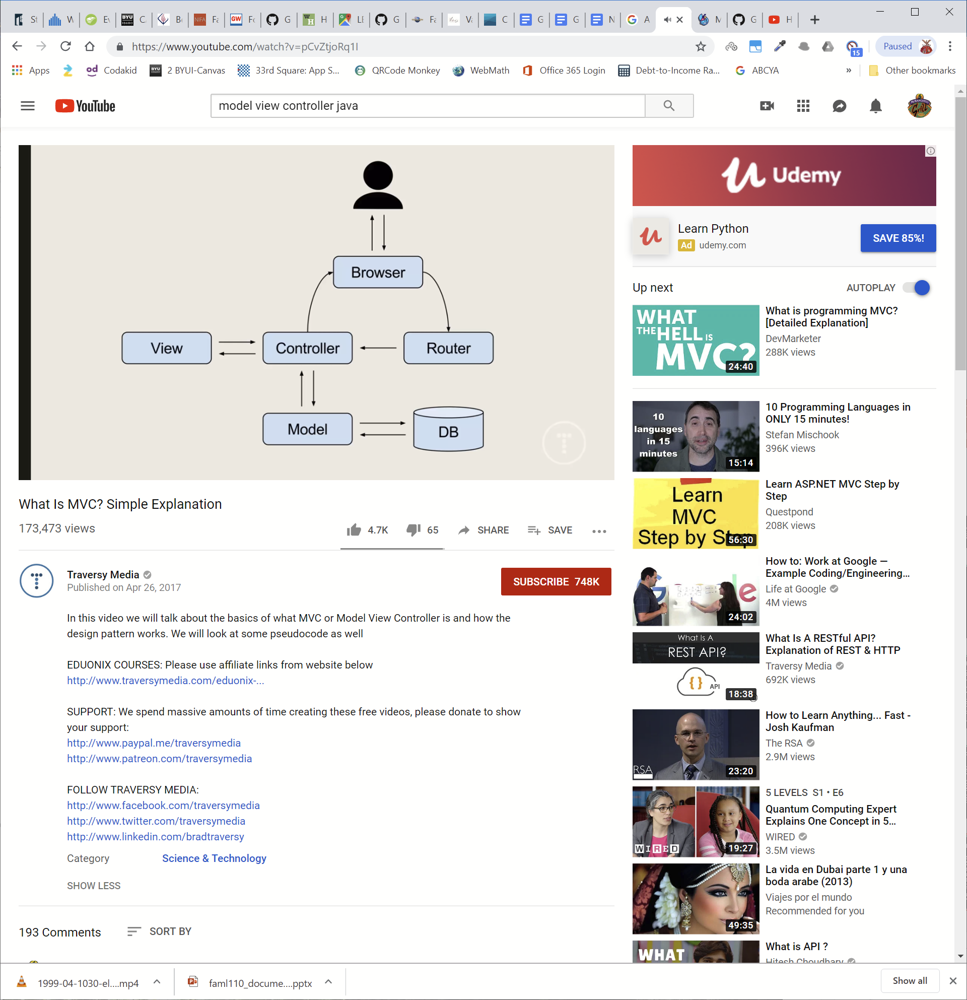 St
W
Ev
BYU
IDAHO
C
Be
NIFA
Fa
GW
Fo
G
W
H
H
LE
G
Fa
Va
C
G
G
N
A
M
G
H
https://www.youtube.com/watch?v=pCvZtjoRq1I
15
Paused
Apps
od
Codakid
BYU
IDAHO
2 BYUI-Canvas
33rd Square: App S...
QRCode Monkey
WebMath
Office 365 Login
Debt-to-Income Ra...
ABCYA
»
Other bookmarks
YouTube
model view controller java
Grill
Browser
View
Controller
Router
Model
DB
What Is MVC? Simple Explanation
173,473 views
4.7K
65
SHARE
SAVE
Traversy Media
Published on Apr 26, 2017
SUBSCRIBE 748K
In this video we will talk about the basics of what MVC or Model View Controller is and how the
design pattern works. We will look at some pseudocode as well
EDUONIX COURSES: Please use affiliate links from website below
http://www.traversymedia.com/eduonix-...
SUPPORT: We spend massive amounts of time creating these free videos, please donate to show
your support:
http://www.paypal.me/traversymedia
http://www.patreon.com/traversymedia
FOLLOW TRAVERSY MEDIA:
http://www.facebook.com/traversymedia
http://www.twitter.com/traversymedia
http://www.linkedin.com/bradtraversy
Category
Science & Technology
SHOW LESS
193 Comments
SORT BY
Udemy
Learn Python
Ad udemy.com
SAVE 85%!
Up next
AUTOPLAY
WHAT
THE HELL IS
MVC?
24:40
What is programming MVC?
[Detailed Explanation]
DevMarketer
288K views
10
languages
in 15
minutes
15:14
10 Programming Languages in
ONLY 15 minutes!
Stefan Mischook
396K views
Learn
MVC
Step by Step
56:30
Learn ASP.NET MVC Step by
Step
Questpond
208K views
G
le
24:02
How to: Work at Google —
Example Coding/Engineering...
Life at Google
4M views
What Is A
REST API?
{ }
API
18:38
What Is A RESTful API?
Explanation of REST & HTTP
Traversy Media
692K views
RSA
23:20
How to Learn Anything... Fast -
Josh Kaufman
The RSA
2.9M views
WIRED
19:27
5 LEVELS S1 • E6
Quantum Computing Expert
Explains One Concept in 5...
WIRED
3.5M views
49:35
La vida en Dubai parte 1 y una
boda arabe (2013)
Viajes por el mundo
Recommended for you
WHAT
What is API ?
Hitesh Choudhary
1999-04-1030-el....mp4
faml110_docume....pptx
Show all